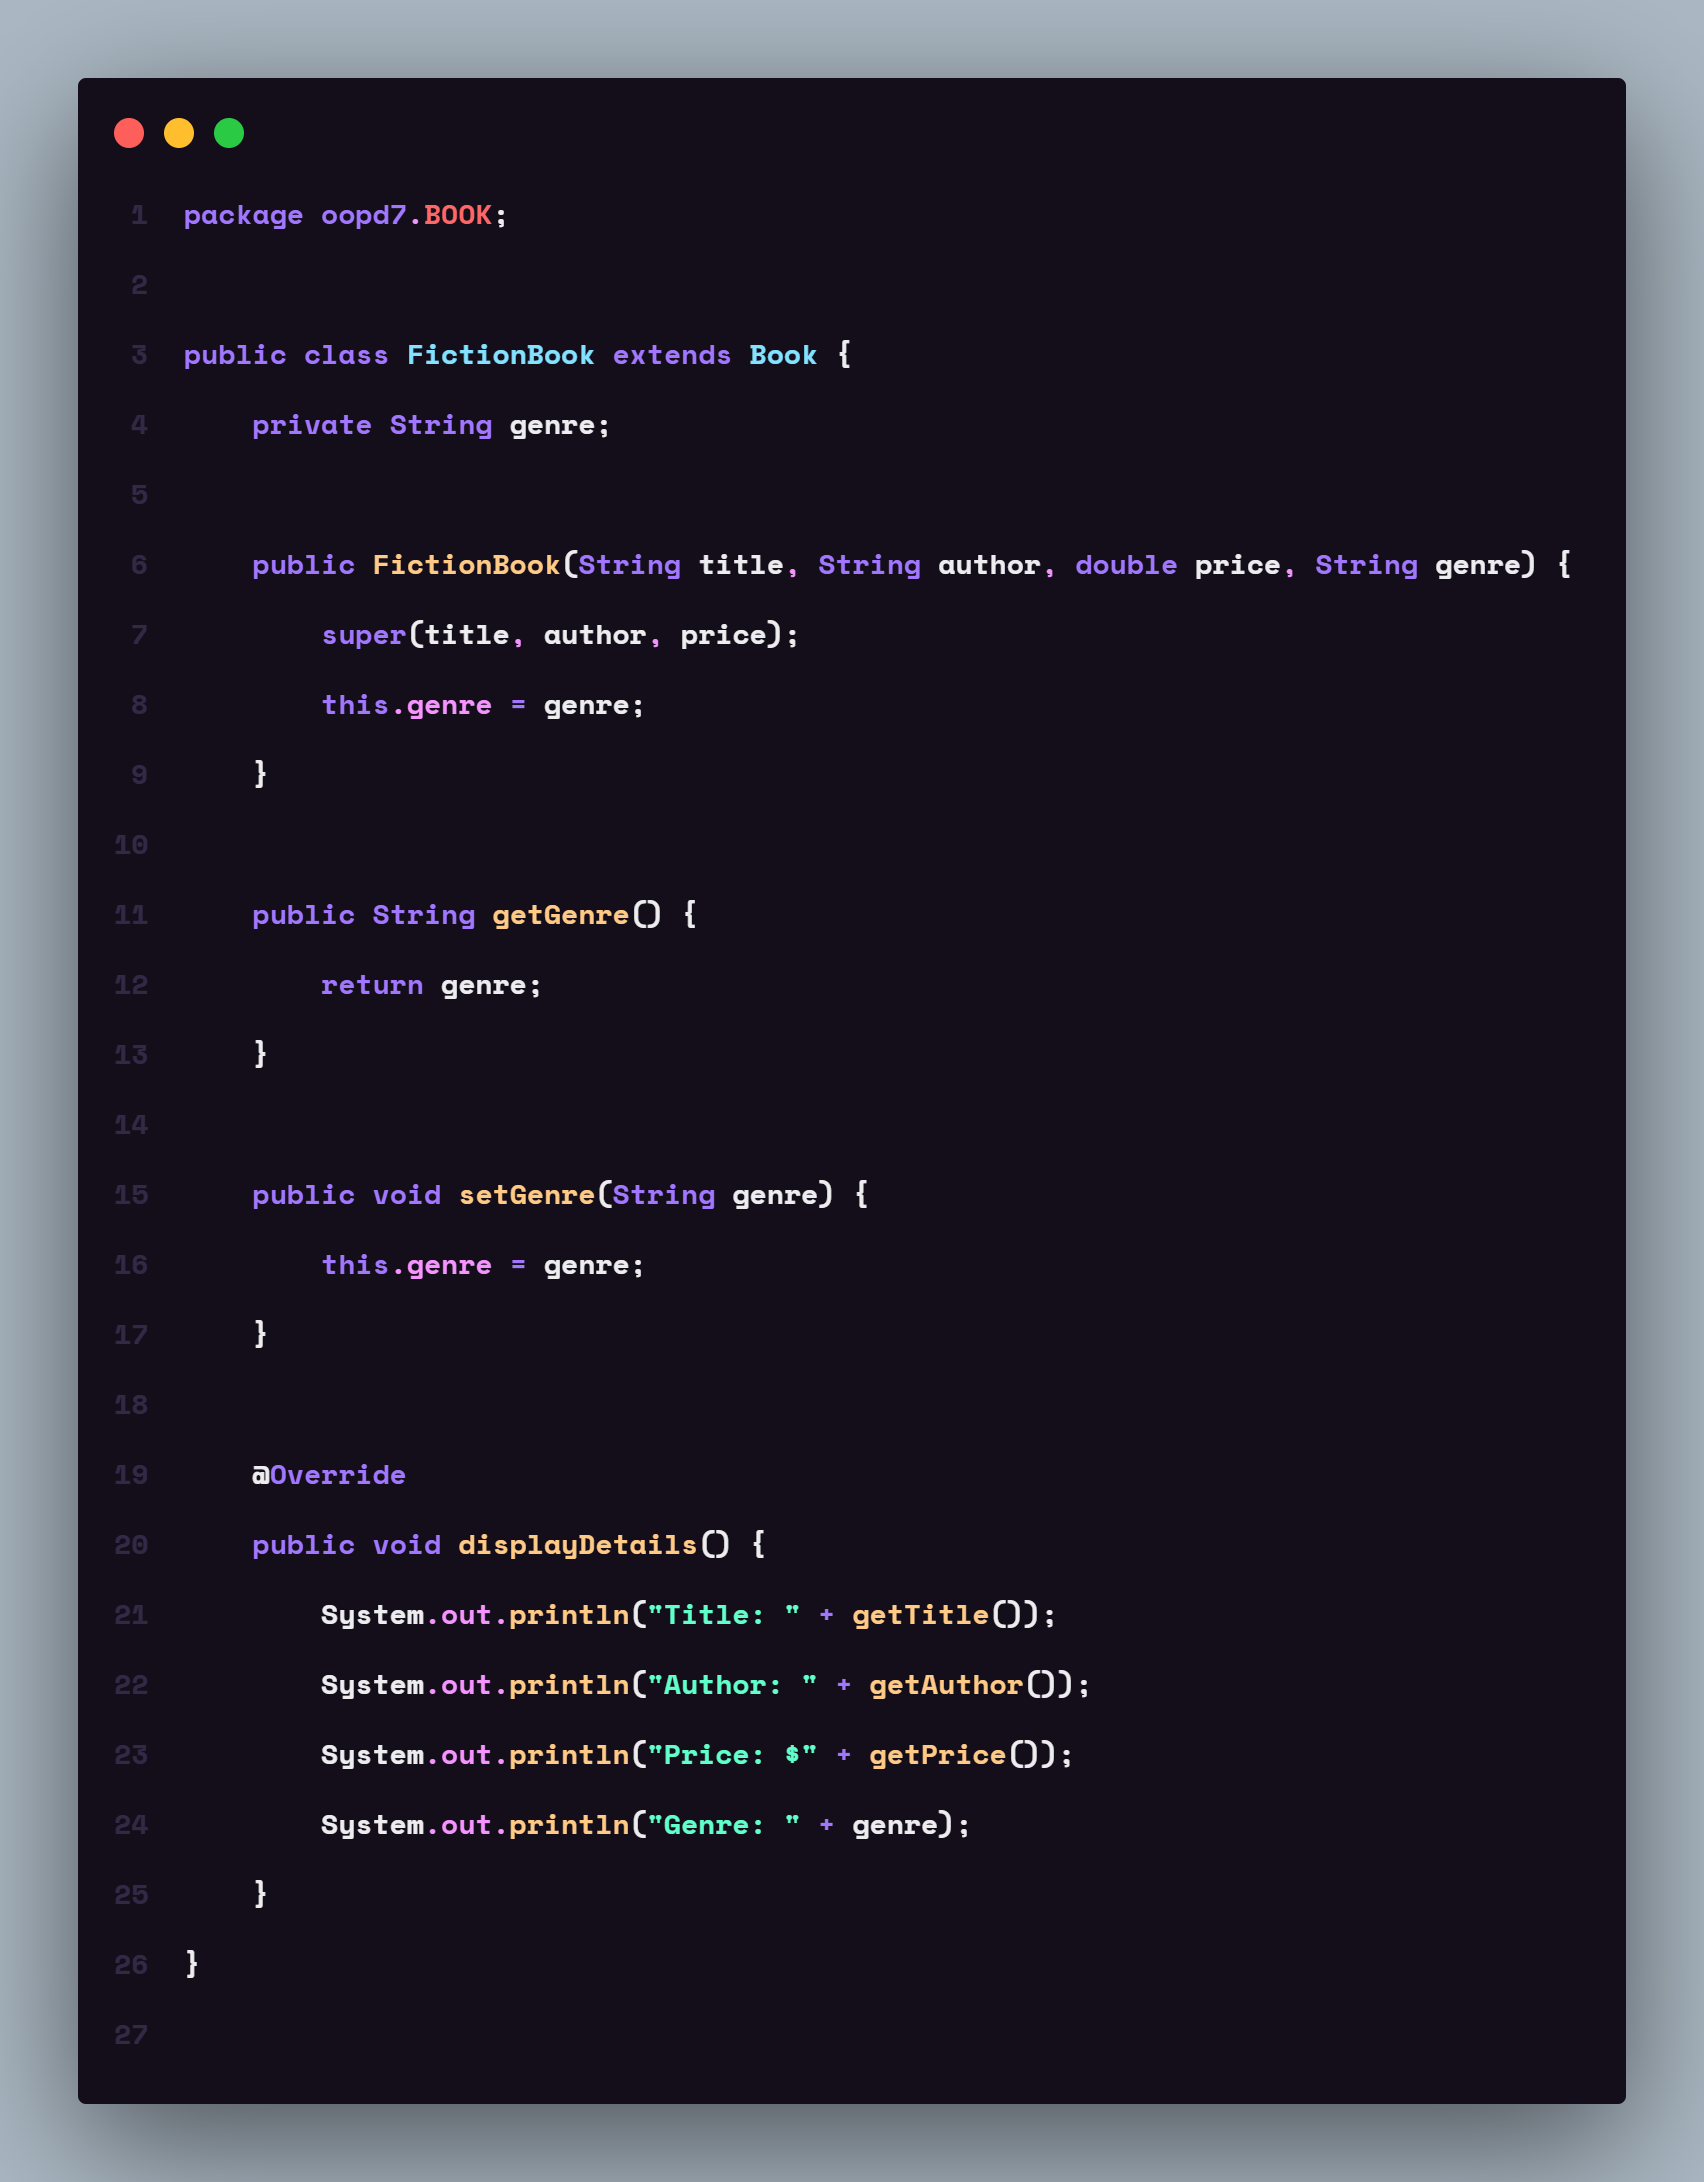 1 package oopd7.BOOK;
2
3 public class FictionBook extends Book {
4     private String genre;
5
6     public FictionBook(String title, String author, double price, String genre) {
7         super(title, author, price);
8         this.genre = genre;
9     }
10
11     public String getGenre() {
12         return genre;
13     }
14
15     public void setGenre(String genre) {
16         this.genre = genre;
17     }
18
19     @Override
20     public void displayDetails() {
21         System.out.println("Title: " + getTitle());
22         System.out.println("Author: " + getAuthor());
23         System.out.println("Price: $" + getPrice());
24         System.out.println("Genre: " + genre);
25     }
26 }
27